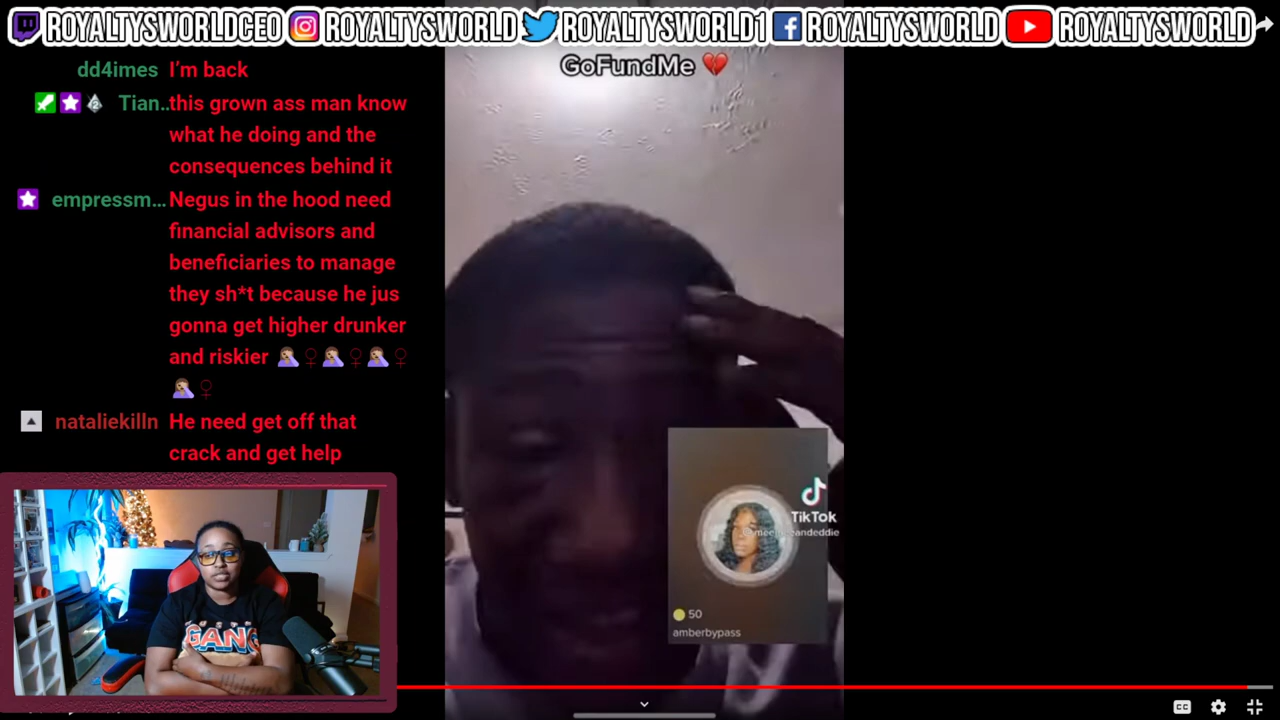 ROYALTYSWORLDCEO ROYALTYSWORLD ROYALTYSWORLD1 ROYALTYSWORLD ROYALTYSWORLD
GoFundMe 💔
dd4imes I'm back
Tian.. this grown ass man know
what he doing and the
consequences behind it
empressm... Negus in the hood need
financial advisors and
beneficiaries to manage
they sh*t because he jus
gonna get higher drunker
and riskier 🤦🏽‍♀ 🤦🏽‍♀ 🤦🏽‍♀
🤦🏽‍♀
nataliekilln He need get off that
crack and get help
TikTok
50
amberbypass
GANG
CC